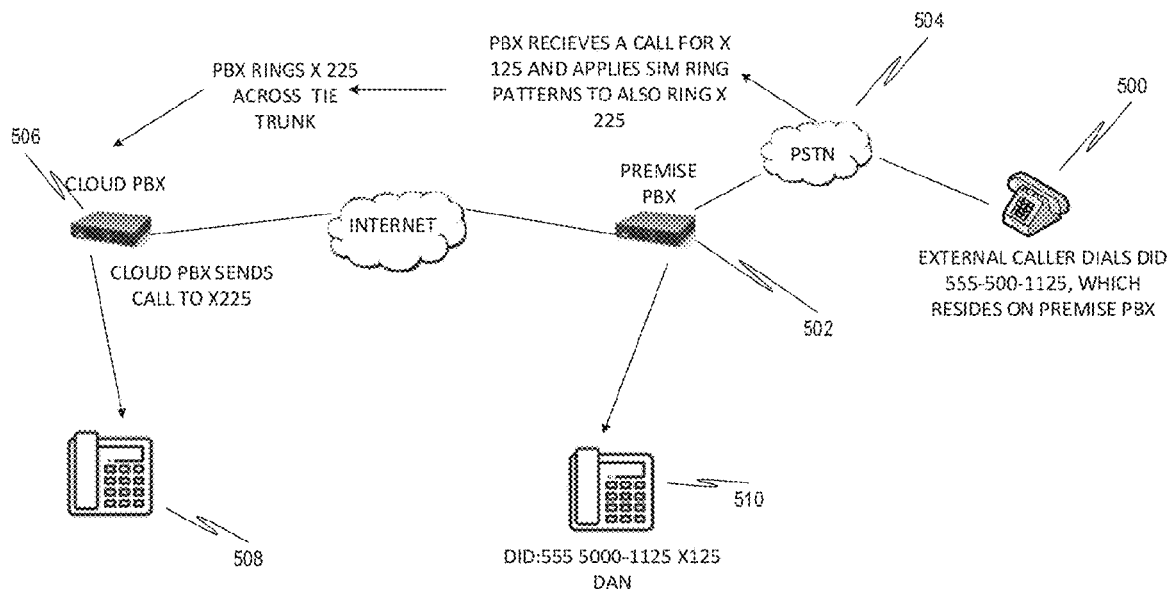 504
PBX RECIEVES A CALL FOR X
125 AND APPLIES SIM RING
PATTERNS TO ALSO RING X
225
PBX RINGS X 225
ACROSS TIE
TRUNK
500
506
PSTN
CLOUD PBX
PREMISE
PBX
INTERNET
EXTERNAL CALLER DIALS DID
555-500-1125, WHICH
RESIDES ON PREMISE PBX
CLOUD PBX SENDS
CALL TO X225
502
510
508
DID:555 5000-1125 X125
DAN